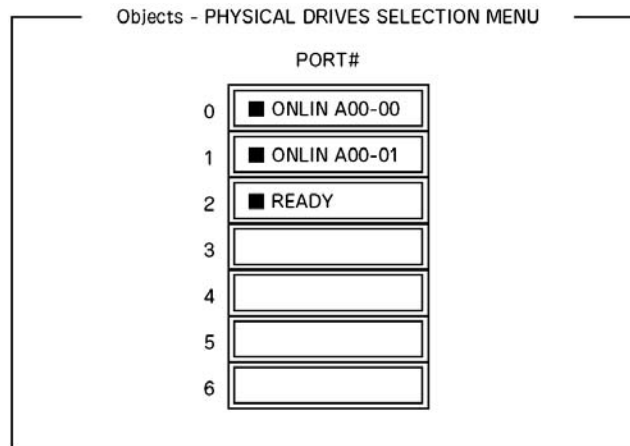 Objects - PHYSICAL DRIVES SELECTION MENU
PORT#
0 ■ ONLIN A00-00
1 ■ ONLIN A00-01
2 ■ READY
3
4
5
6